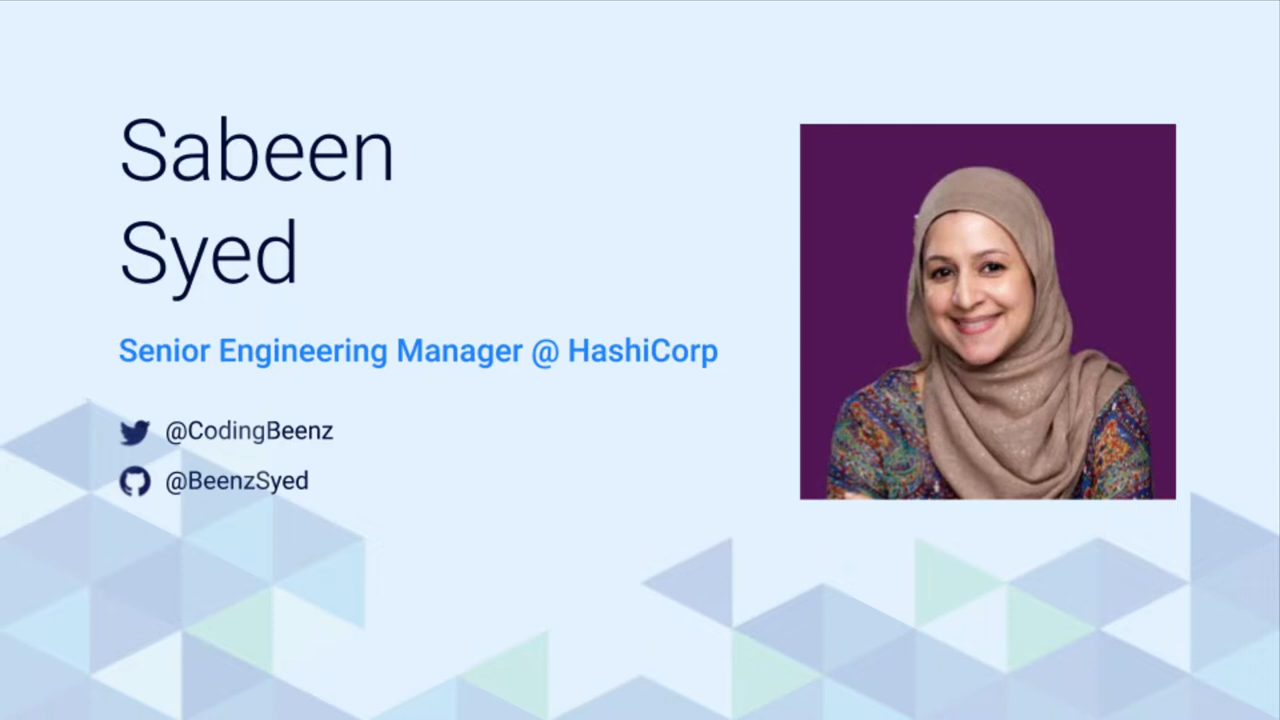 Sabeen
Syed
Senior Engineering Manager @ HashiCorp
@CodingBeenz
@BeenzSyed